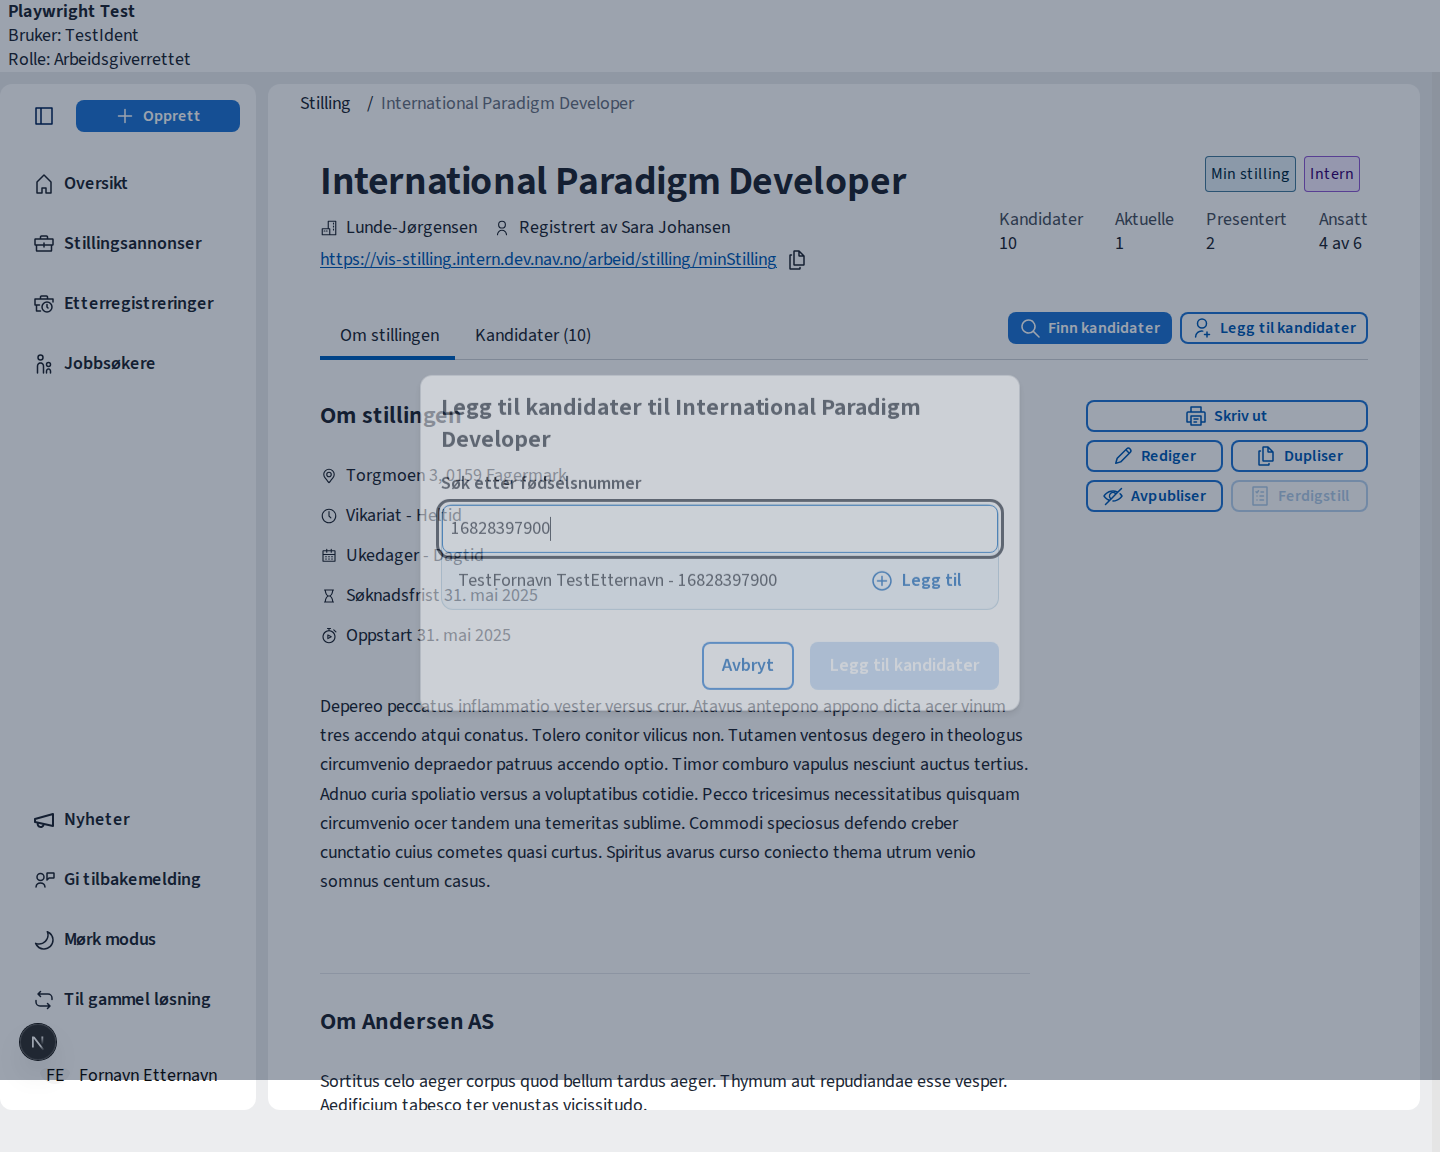 Playwright Test
Bruker: TestIdent
Rolle: Arbeidsgiverrettet
Opprett
Oversikt
Stillingsannonser
Etterregistreringer
Jobbsøkere
Nyheter
Gi tilbakemelding
Mørk modus
Til gammel løsning
N
FE Fornavn Etternavn
Stilling / International Paradigm Developer
International Paradigm Developer
Min stilling Intern
Lunde-Jørgensen Registrert av Sara Johansen
https://vis-stilling.intern.dev.nav.no/arbeid/stilling/minStilling
Kandidater Aktuelle Presentert Ansatt
10 1 2 4 av 6
Om stillingen Kandidater (10)
Finn kandidater Legg til kandidater
Om stillingen
Torgmoen 3, 0159 Fagermark
Vikariat - Heltid
Ukedager - Dagtid
Søknadsfrist 31. mai 2025
Oppstart 31. mai 2025
Skriv ut
Rediger Dupliser
Avpubliser Ferdigstill
Legg til kandidater til International Paradigm
Developer
Søk etter fødselsnummer
16828397900
TestFornavn TestEtternavn - 16828397900 Legg til
Avbryt Legg til kandidater
Depereo peccatus inflammatio vester versus crur. Atavus antepono appono dicta acer vinum
tres accendo atqui conatus. Tolero conitor vilicus non. Tutamen ventosus degero in theologus
circumvenio depraedor patruus accendo optio. Timor comburo vapulus nesciunt auctus tertius.
Adnuo curia spoliatio versus a voluptatibus cotidie. Pecco tricesimus necessitatibus quisquam
circumvenio ocer tandem una temeritas sublime. Commodi speciosus defendo creber
cunctatio cuius cometes quasi curtus. Spiritus avarus curso coniecto thema utrum venio
somnus centum casus.
Om Andersen AS
Sortitus celo aeger corpus quod bellum tardus aeger. Thymum aut repudiandae esse vesper.
Aedificium tabesco ter venustas vicissitudo.